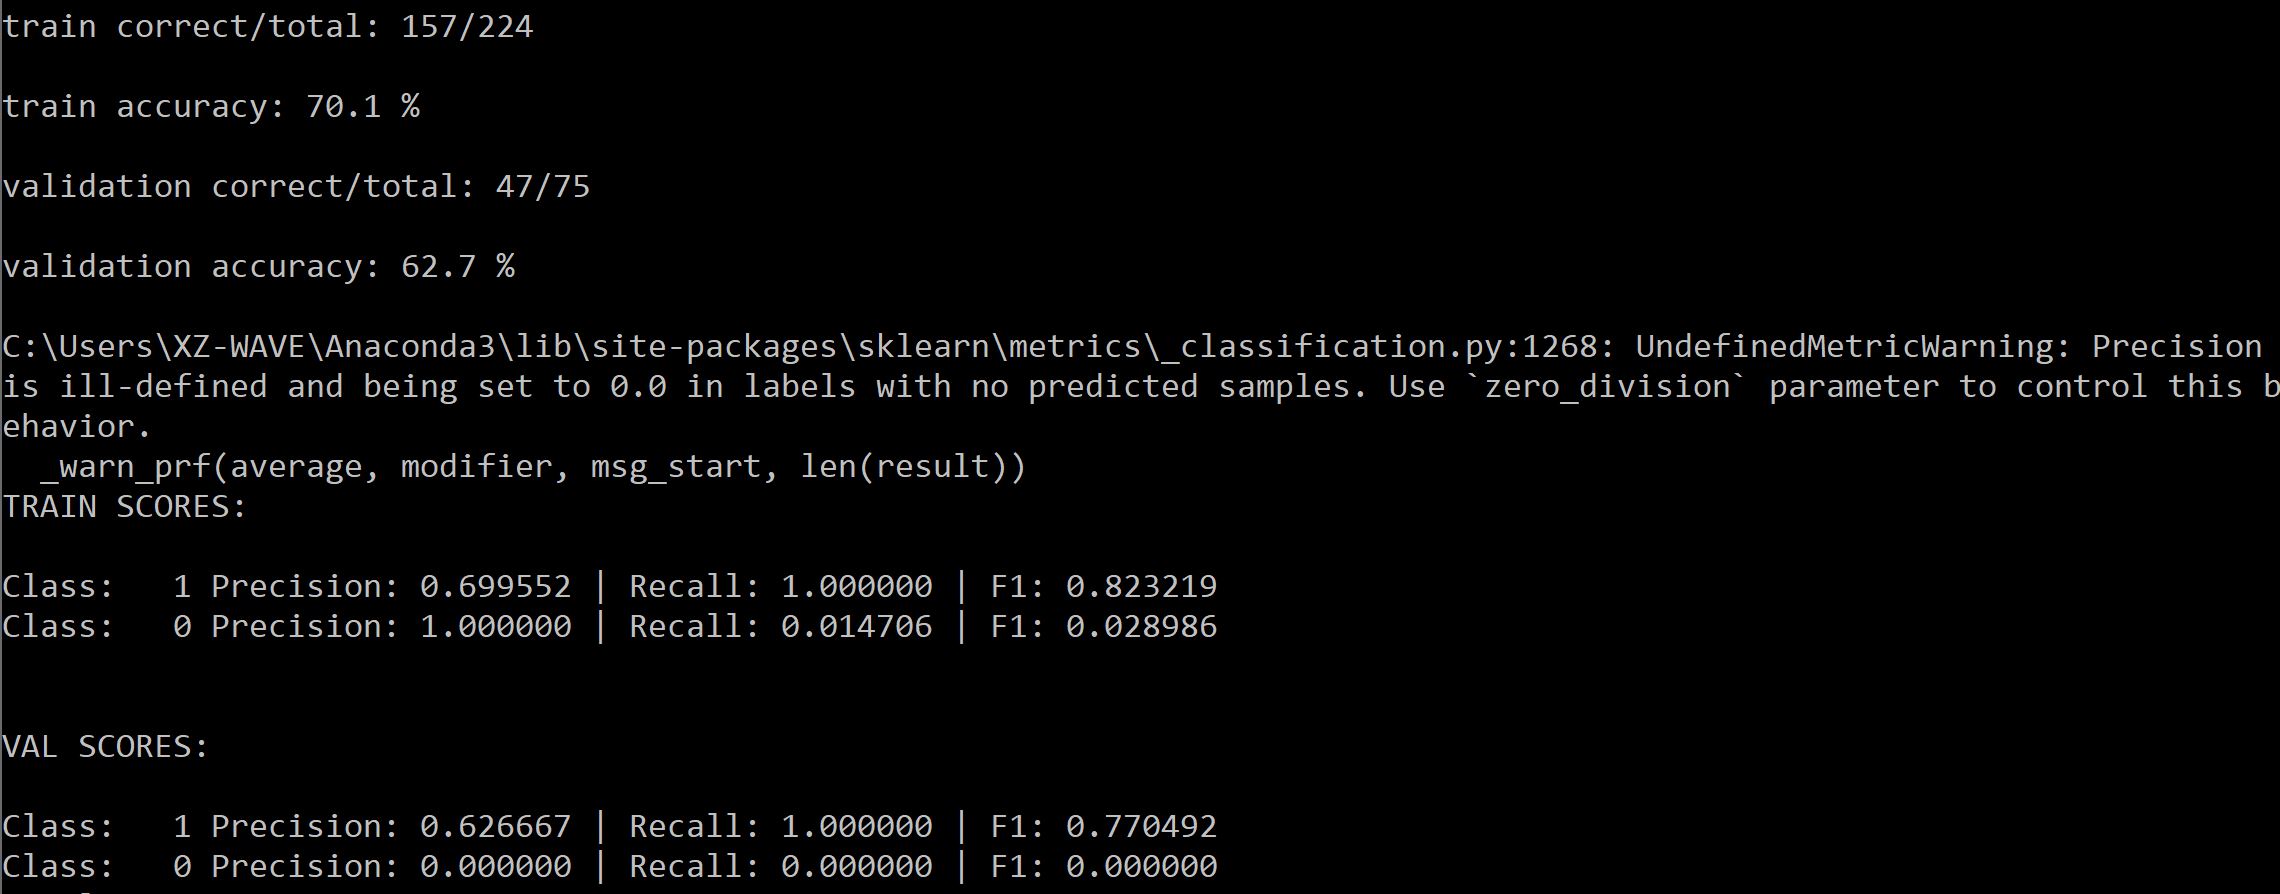 train correct/total: 157/224
train accuracy: 70.1 %
validation correct/total: 47/75
validation accuracy: 62.7 %
C:\Users\XZ-WAVE\Anaconda3\lib\site-packages\sklearn\metrics\_classification.py:1268: UndefinedMetricWarning: Precision
is ill-defined and being set to 0.0 in labels with no predicted samples. Use `zero_division` parameter to control this b
ehavior.
  _warn_prf(average, modifier, msg_start, len(result))
TRAIN SCORES:
Class:   1 Precision: 0.699552 | Recall: 1.000000 | F1: 0.823219
Class:   0 Precision: 1.000000 | Recall: 0.014706 | F1: 0.028986
VAL SCORES:
Class:   1 Precision: 0.626667 | Recall: 1.000000 | F1: 0.770492
Class:   0 Precision: 0.000000 | Recall: 0.000000 | F1: 0.000000